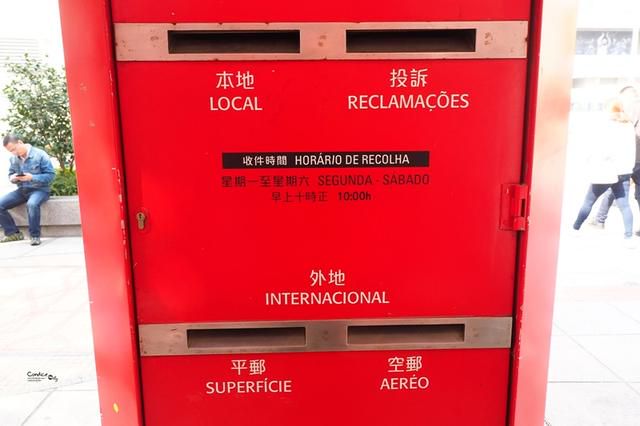 本地 投訴
LOCAL RECLAMAÇÕES
收件時間 HORÁRIO DE RECOLHA
星期一至星期六 SEGUNDA - SÁBADO
早上十時正 10:00h
外地
INTERNACIONAL
平郵 空郵
SUPERFÍCIE AERÉO